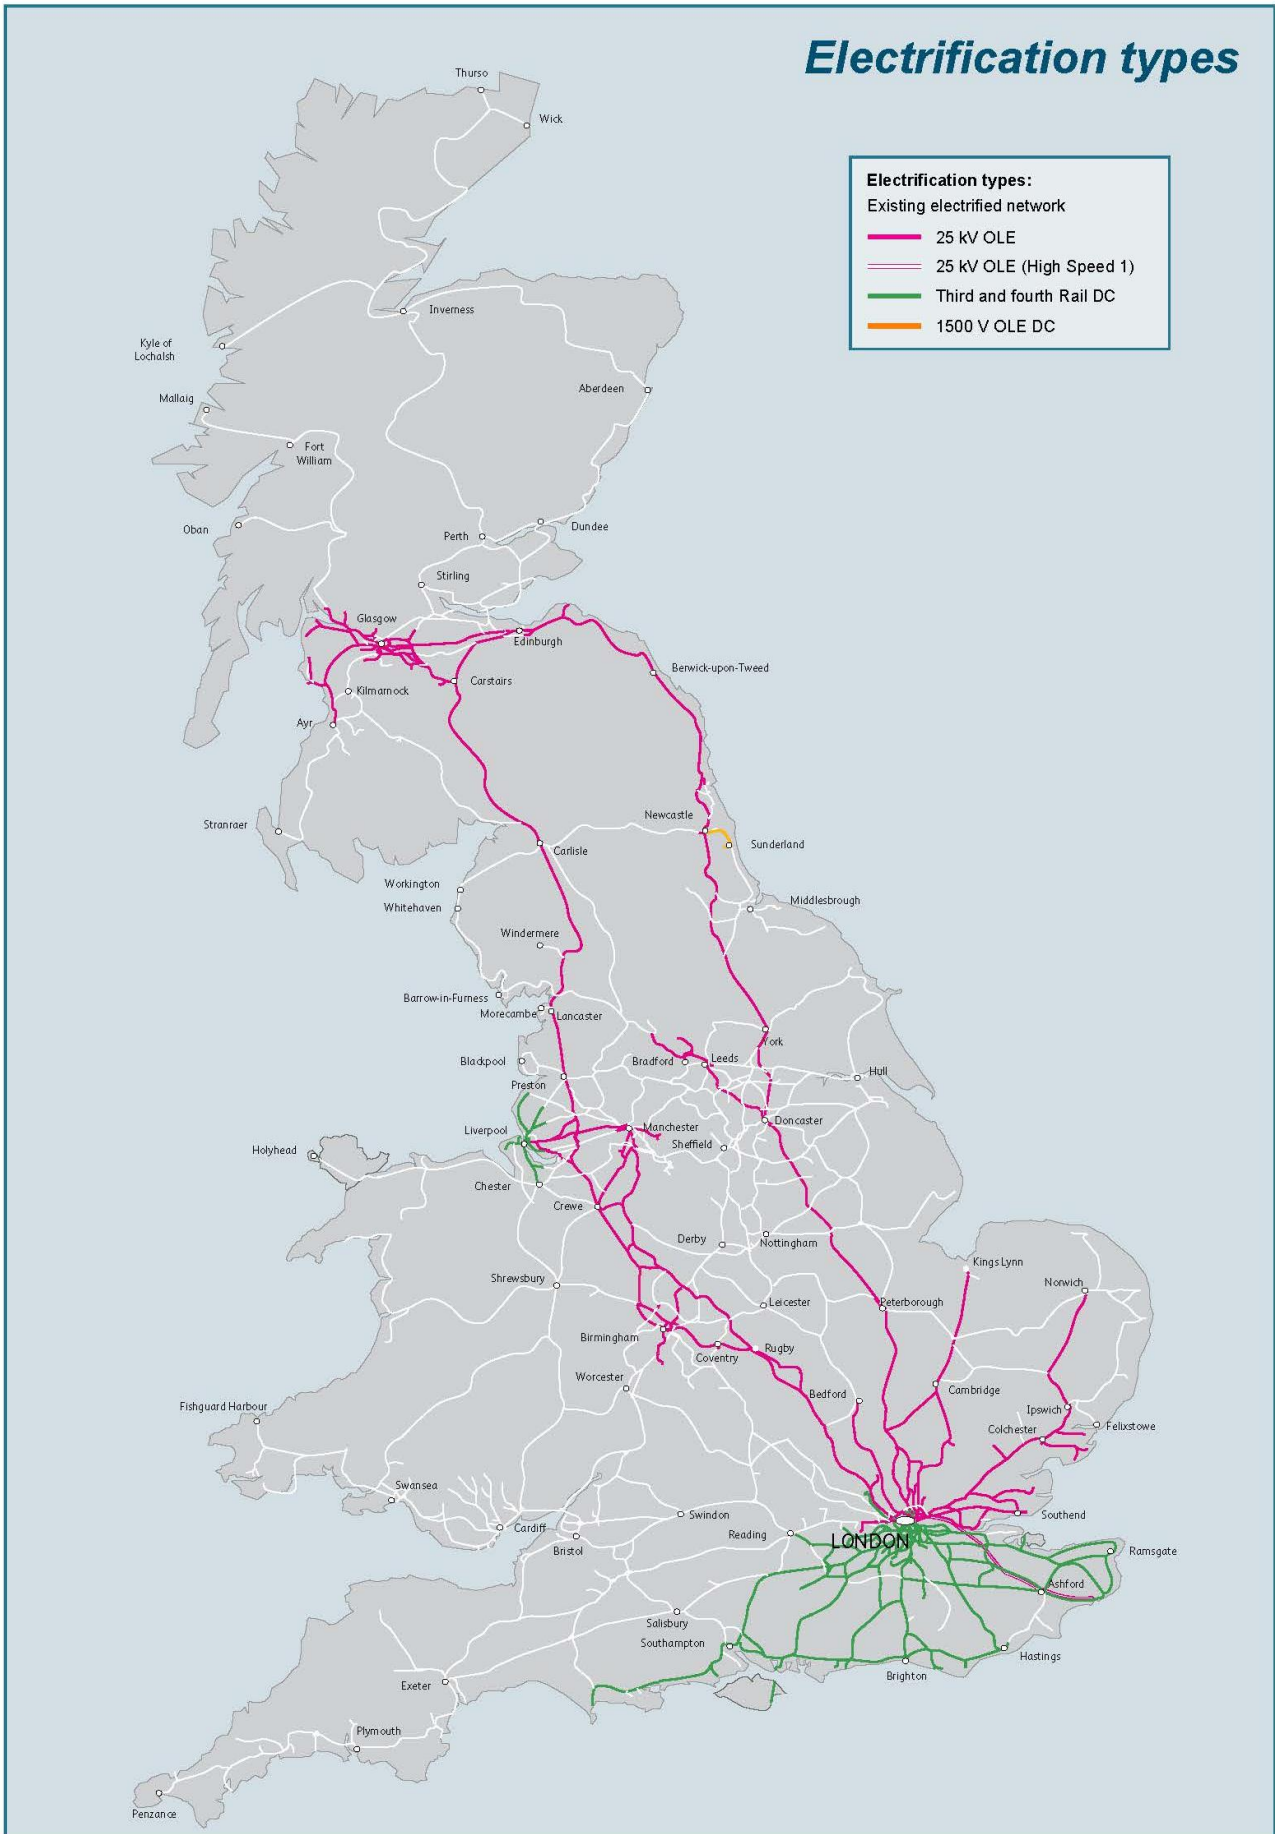 Electrification types
Electrification types:
Existing electrified network
25 kV OLE
25 kV OLE (High Speed 1)
Third and fourth Rail DC
1500 V OLE DC
Thurso
Wick
Inverness
Kyle of
Lochalsh
Aberdeen
Mallaig
Fort
William
Oban
Dundee
Perth
Stirling
Glasgow
Edinburgh
Berwick-upon-Tweed
Carstairs
Kilmarnock
Ayr
Newcastle
Stranraer
Sunderland
Carlisle
Workington
Middlesbrough
Whitehaven
Windermere
Barrow-in-Furness
Morecambe
Lancaster
York
Blackpool
Bradford
Leeds
Hull
Preston
Doncaster
Liverpool
Manchester
Sheffield
Holyhead
Chester
Crewe
Derby
Nottingham
Kings Lynn
Shrewsbury
Norwich
Leicester
Peterborough
Birmingham
Rugby
Coventry
Worcester
Cambridge
Bedford
Fishguard Harbour
Ipswich
Colchester
Felixstowe
Swansea
Swindon
Southend
Cardiff
Reading
LONDON
Bristol
Ramsgate
Ashford
Salisbury
Southampton
Hastings
Brighton
Exeter
Plymouth
Penzance